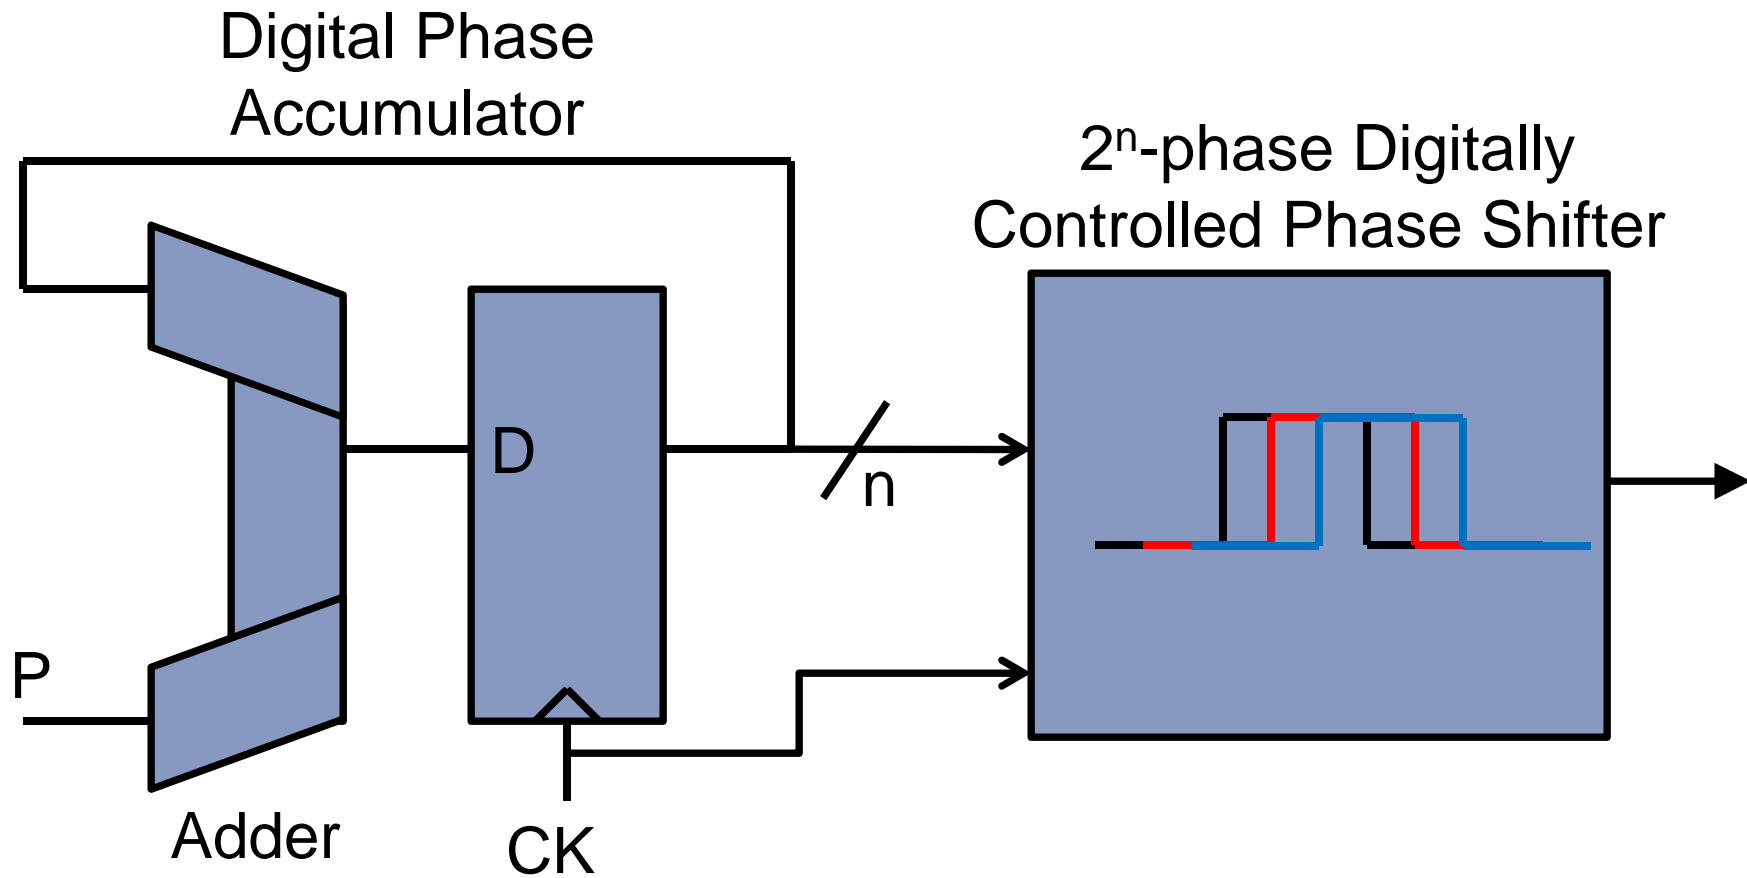 Digital Phase
Accumulator
2ⁿ-phase Digitally
Controlled Phase Shifter
D
n
P
Adder
CK